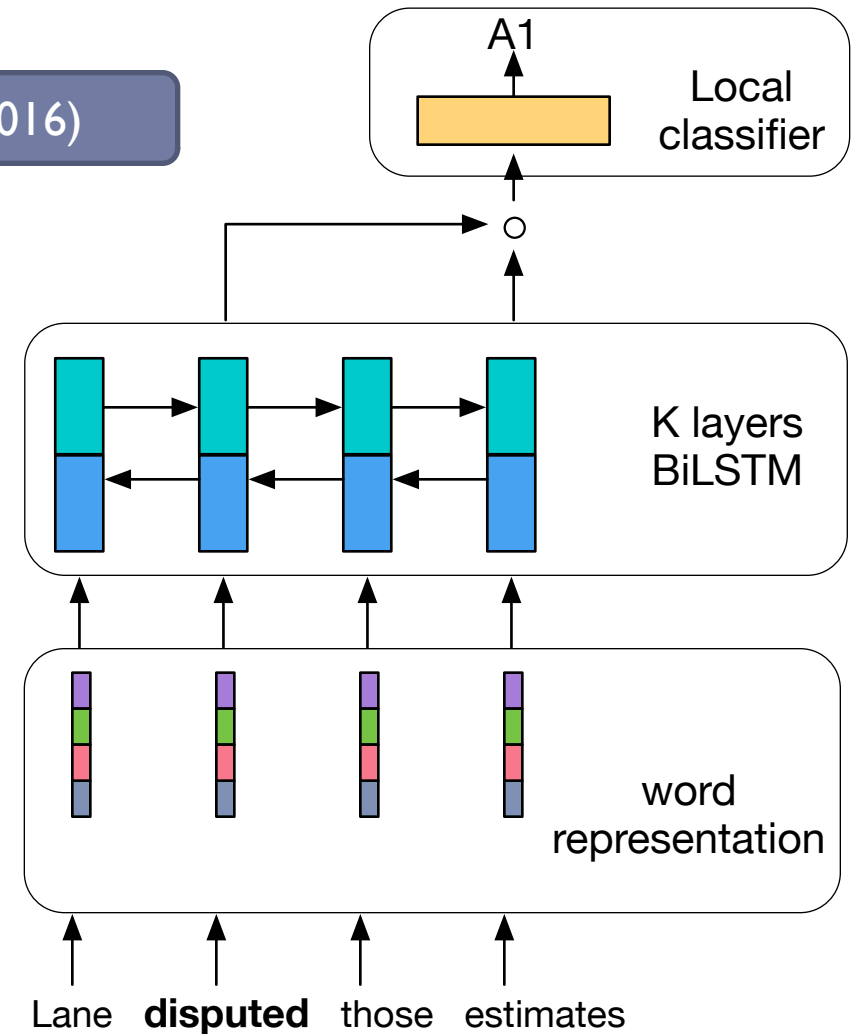 016)
A1
Local
classifier
K layers
BiLSTM
word
representation
Lane disputed those estimates